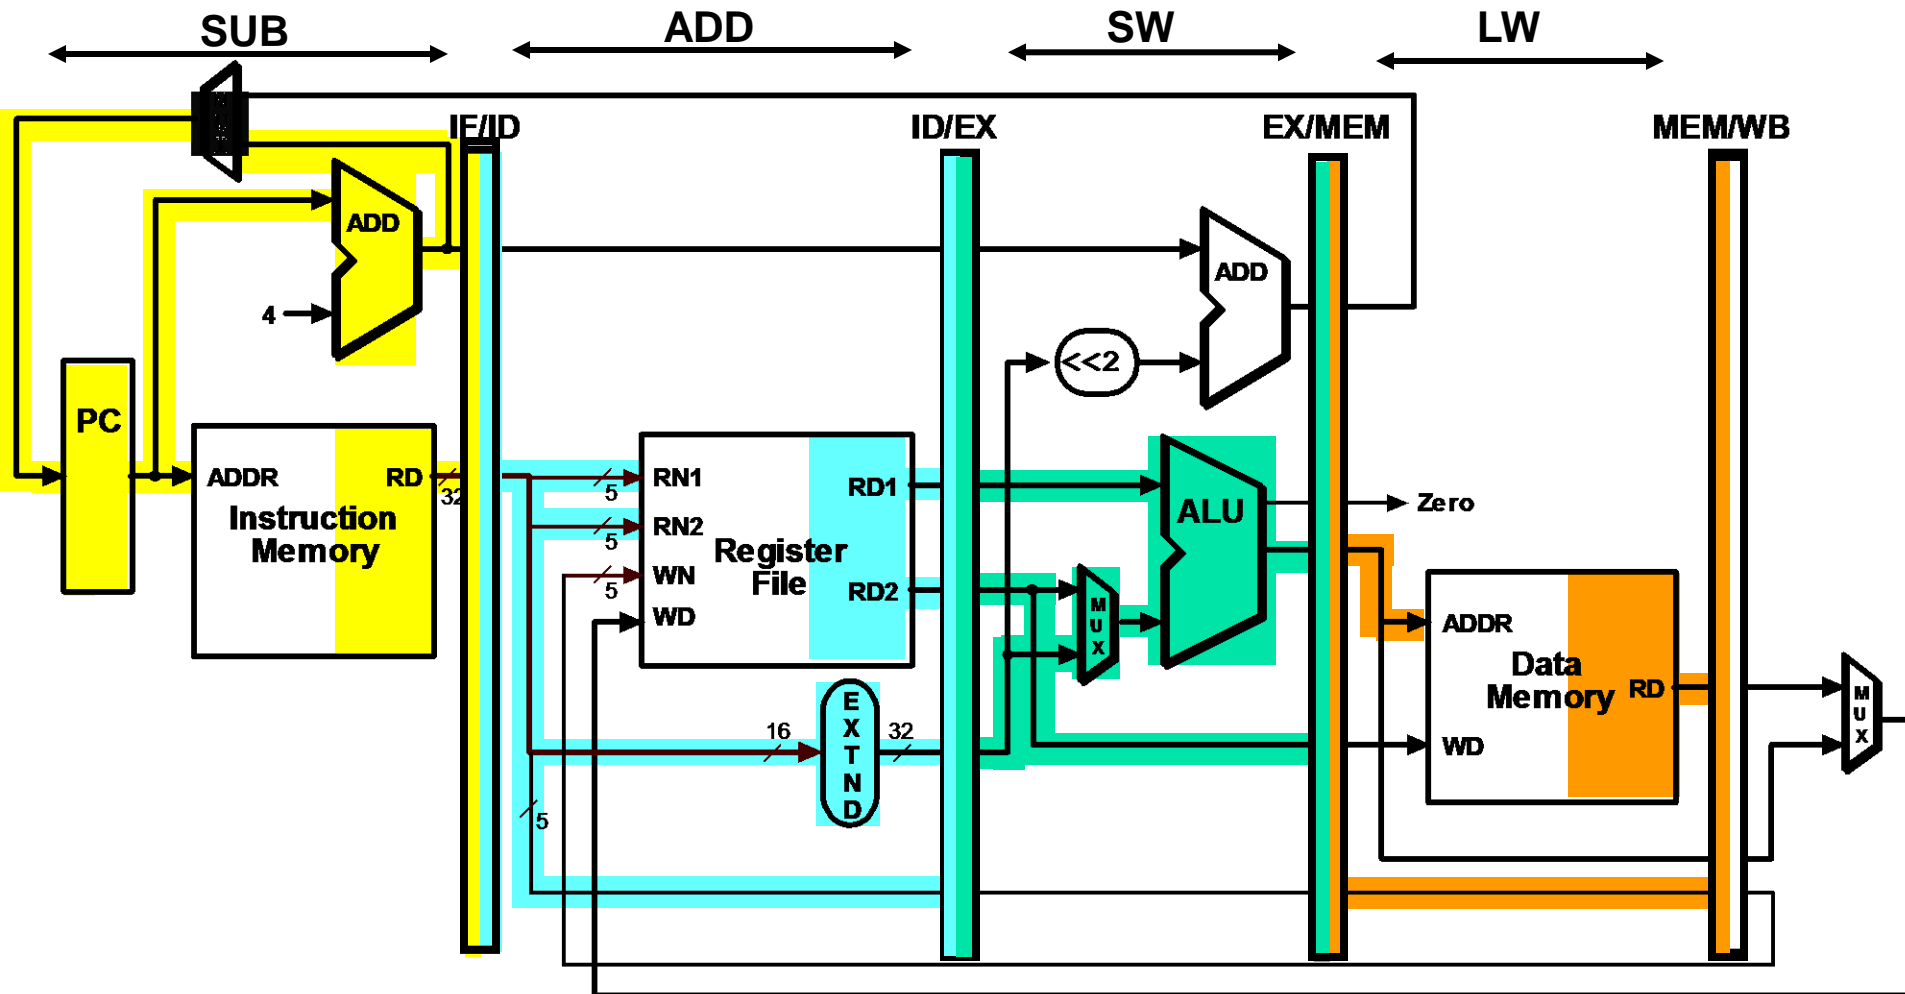 SUB
ADD
SW
LW
IF/ID
ID/EX
EX/MEM
MEM/WB
ADD
4
PC
ADDR
RD
32
Instruction
Memory
5
RN1
5
RN2
5
WN
WD
Register
File
RD1
RD2
16
E
X
T
N
D
32
5
ADD
<<2
M
U
X
ALU
Zero
ADDR
Data
Memory
RD
WD
M
U
X